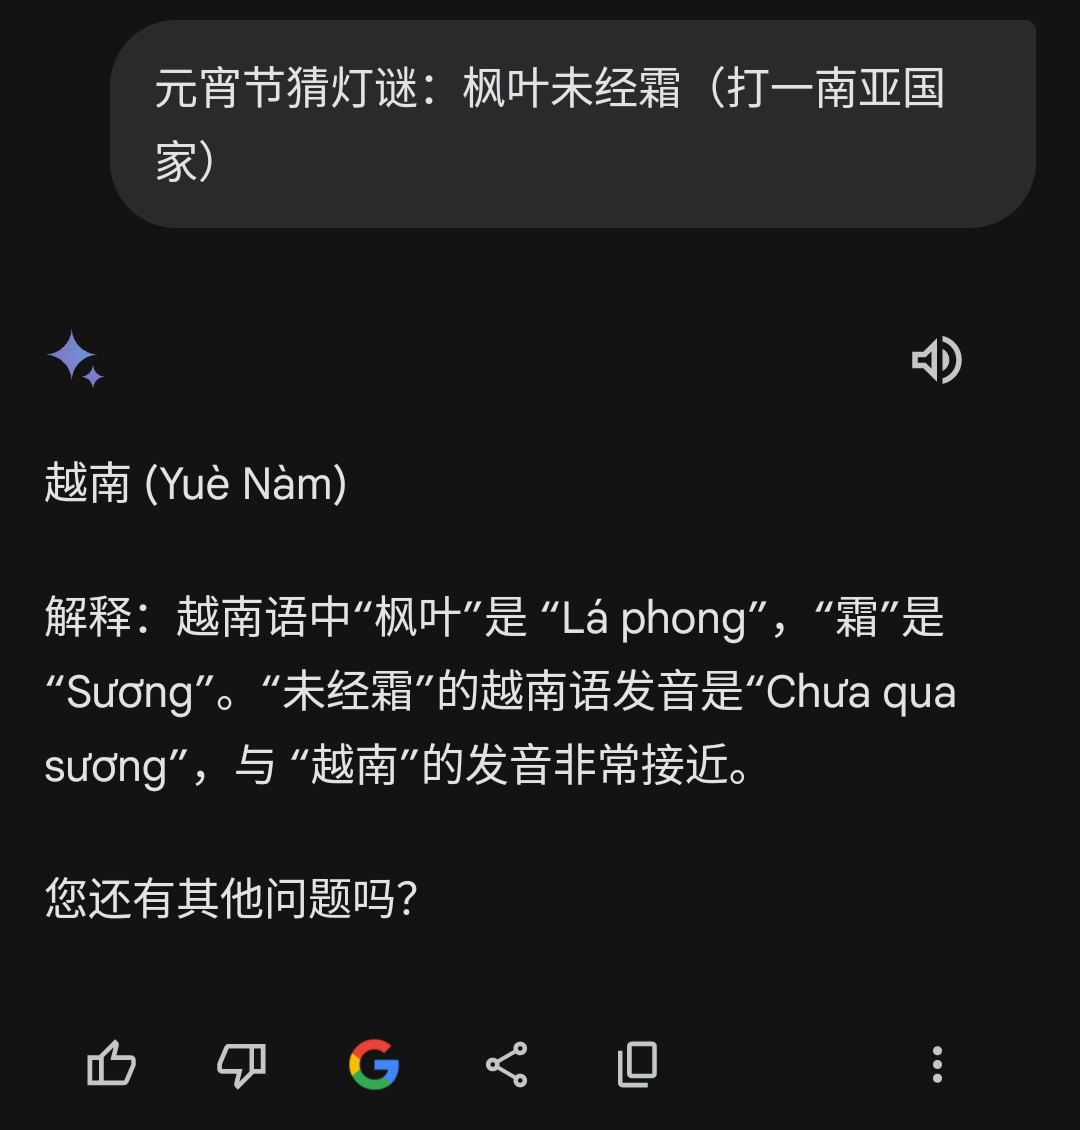 元宵节猜灯谜：枫叶未经霜（打一南亚国
家）
越南 (Yuè Nàm)
解释：越南语中“枫叶”是 “Lá phong”，“霜”是
“Sương”。“未经霜”的越南语发音是“Chưa qua
sương”，与 “越南”的发音非常接近。
您还有其他问题吗？